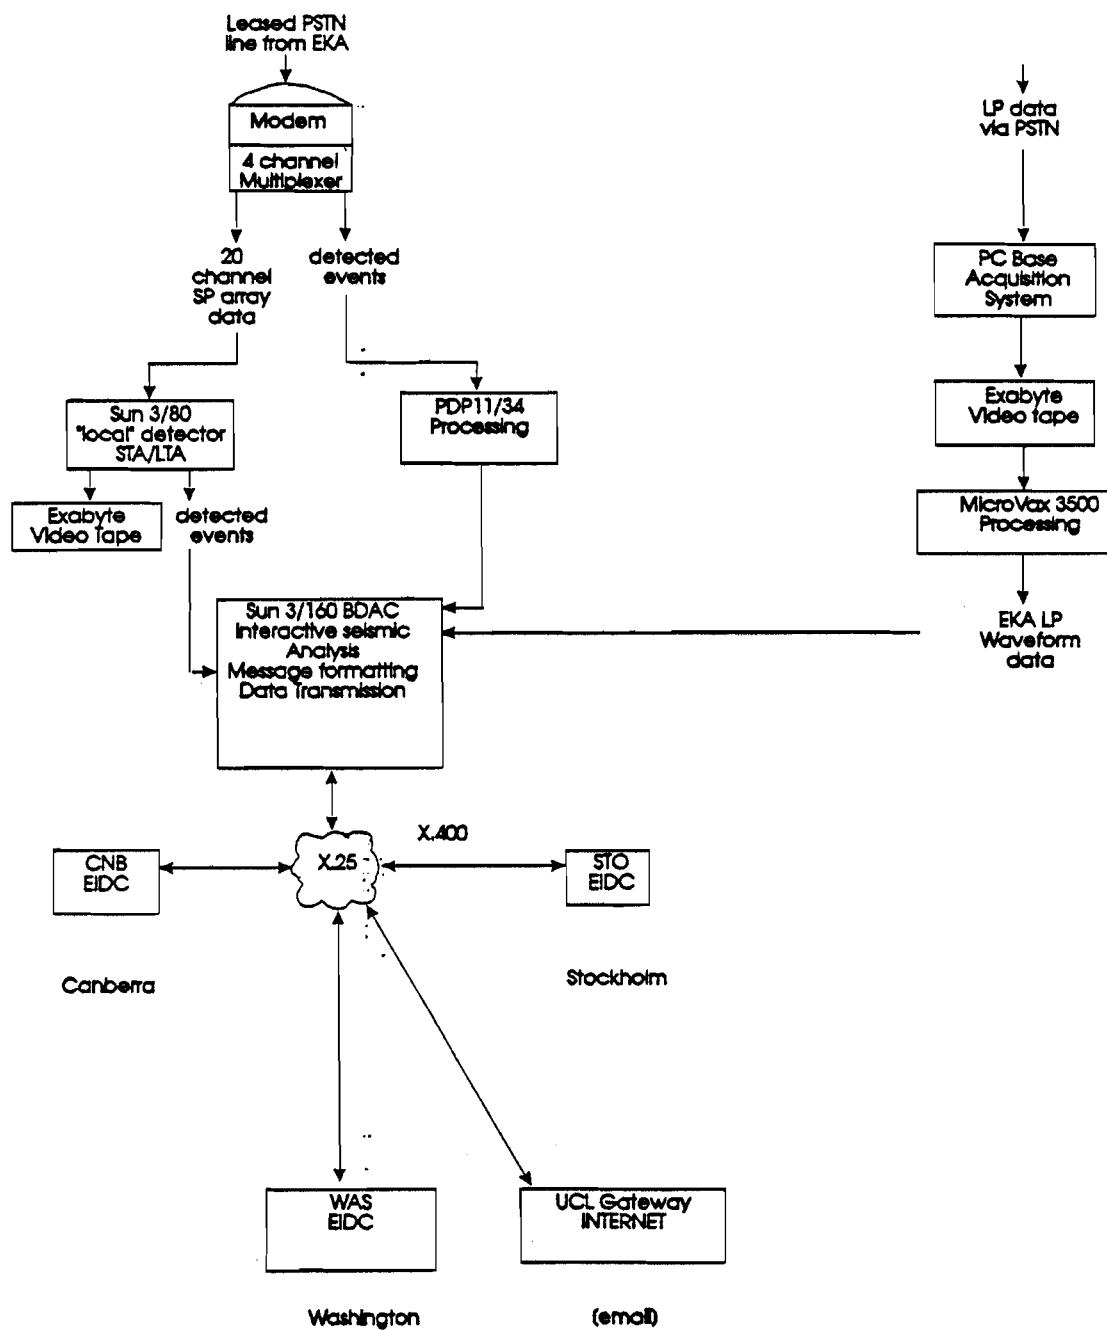 Leased PSTN
line from EKA
Modem
4 channel
Multiplexer
20
channel
SP array
data
detected
events
LP data
via PSTN
PC Base
Acquisition
System
Sun 3/80
"local" detector
STA/LTA
PDP11/34
Processing
Exabyte
Video tape
Exabyte
Video Tape
detected
events
MicroVax 3500
Processing
Sun 3/160 BDAC
Interactive seismic
Analysis
Message formatting
Data Transmission
EKA LP
Waveform
data
X.400
CNB
EIDC
X.25
STO
EIDC
Canberra
Stockholm
WAS
EIDC
UCL Gateway
INTERNET
Washington
(email)